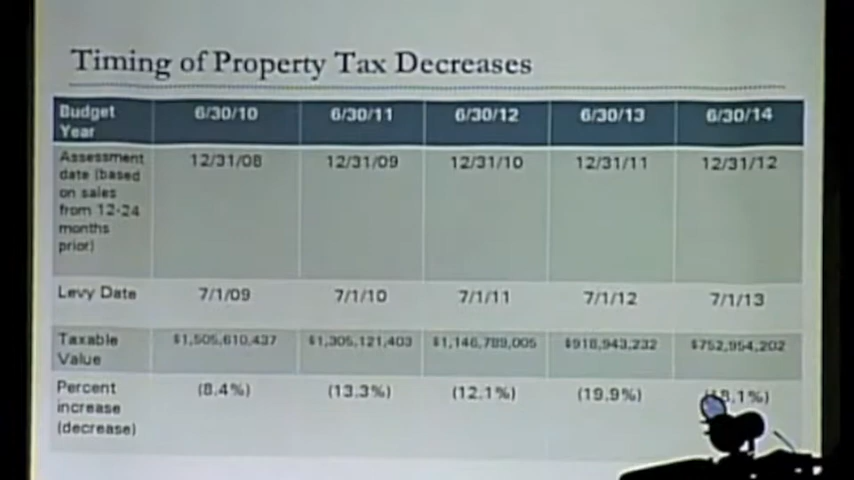 Timing of Property Tax Decreases
Budget Year 6/30/10 6/30/11 6/30/12 6/30/13 6/30/14
Assessment date (based on sales from 12-24 months prior) 12/31/08 12/31/09 12/31/10 12/31/11 12/31/12
Levy Date 7/1/09 7/1/10 7/1/11 7/1/12 7/1/13
Taxable Value $1,505,610,437 $1,305,121,403 $1,146,789,005 $918,943,232 $752,954,202
Percent increase (decrease) (8.4%) (13.3%) (12.1%) (19.9%)